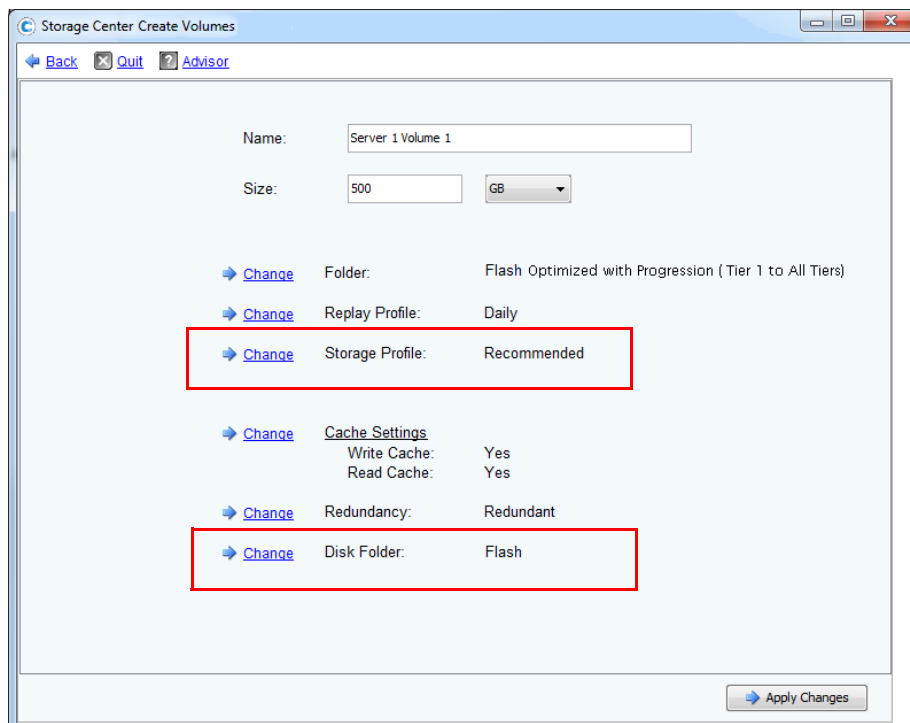 Storage Center Create Volumes
Back Quit Advisor
Name: Server 1 Volume 1
Size: 500 GB
Change Folder: Flash Optimized with Progression ( Tier 1 to All Tiers)
Change Replay Profile: Daily
Change Storage Profile: Recommended
Change Cache Settings
Write Cache: Yes
Read Cache: Yes
Change Redundancy: Redundant
Change Disk Folder: Flash
Apply Changes